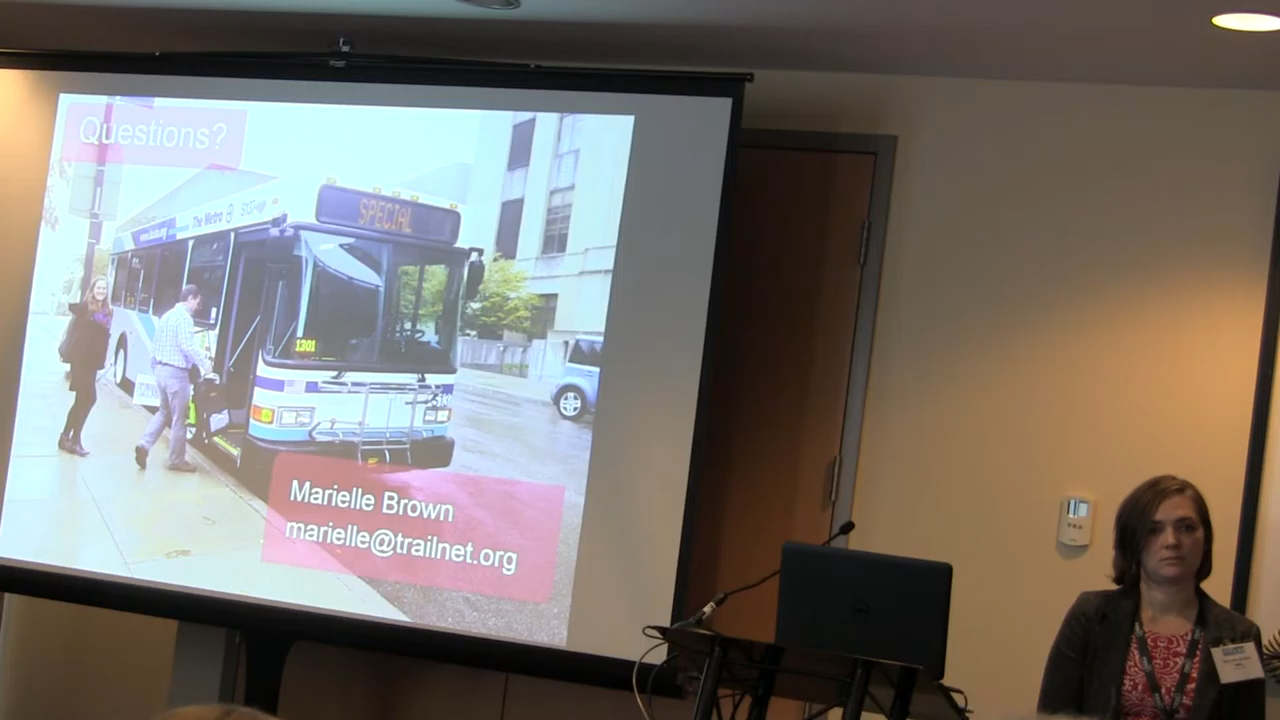 Questions?
SPECIAL
The Metro
1301
Marielle Brown
marielle@trailnet.org